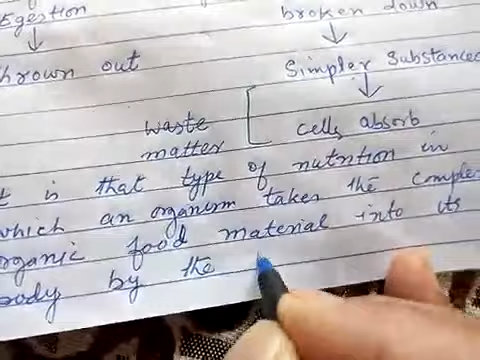 broken down
thrown out
Simpler Substances
waste
matter
cells absorb
is that type of nutrition in
which an organism takes the complex
organic food material into its
body by the